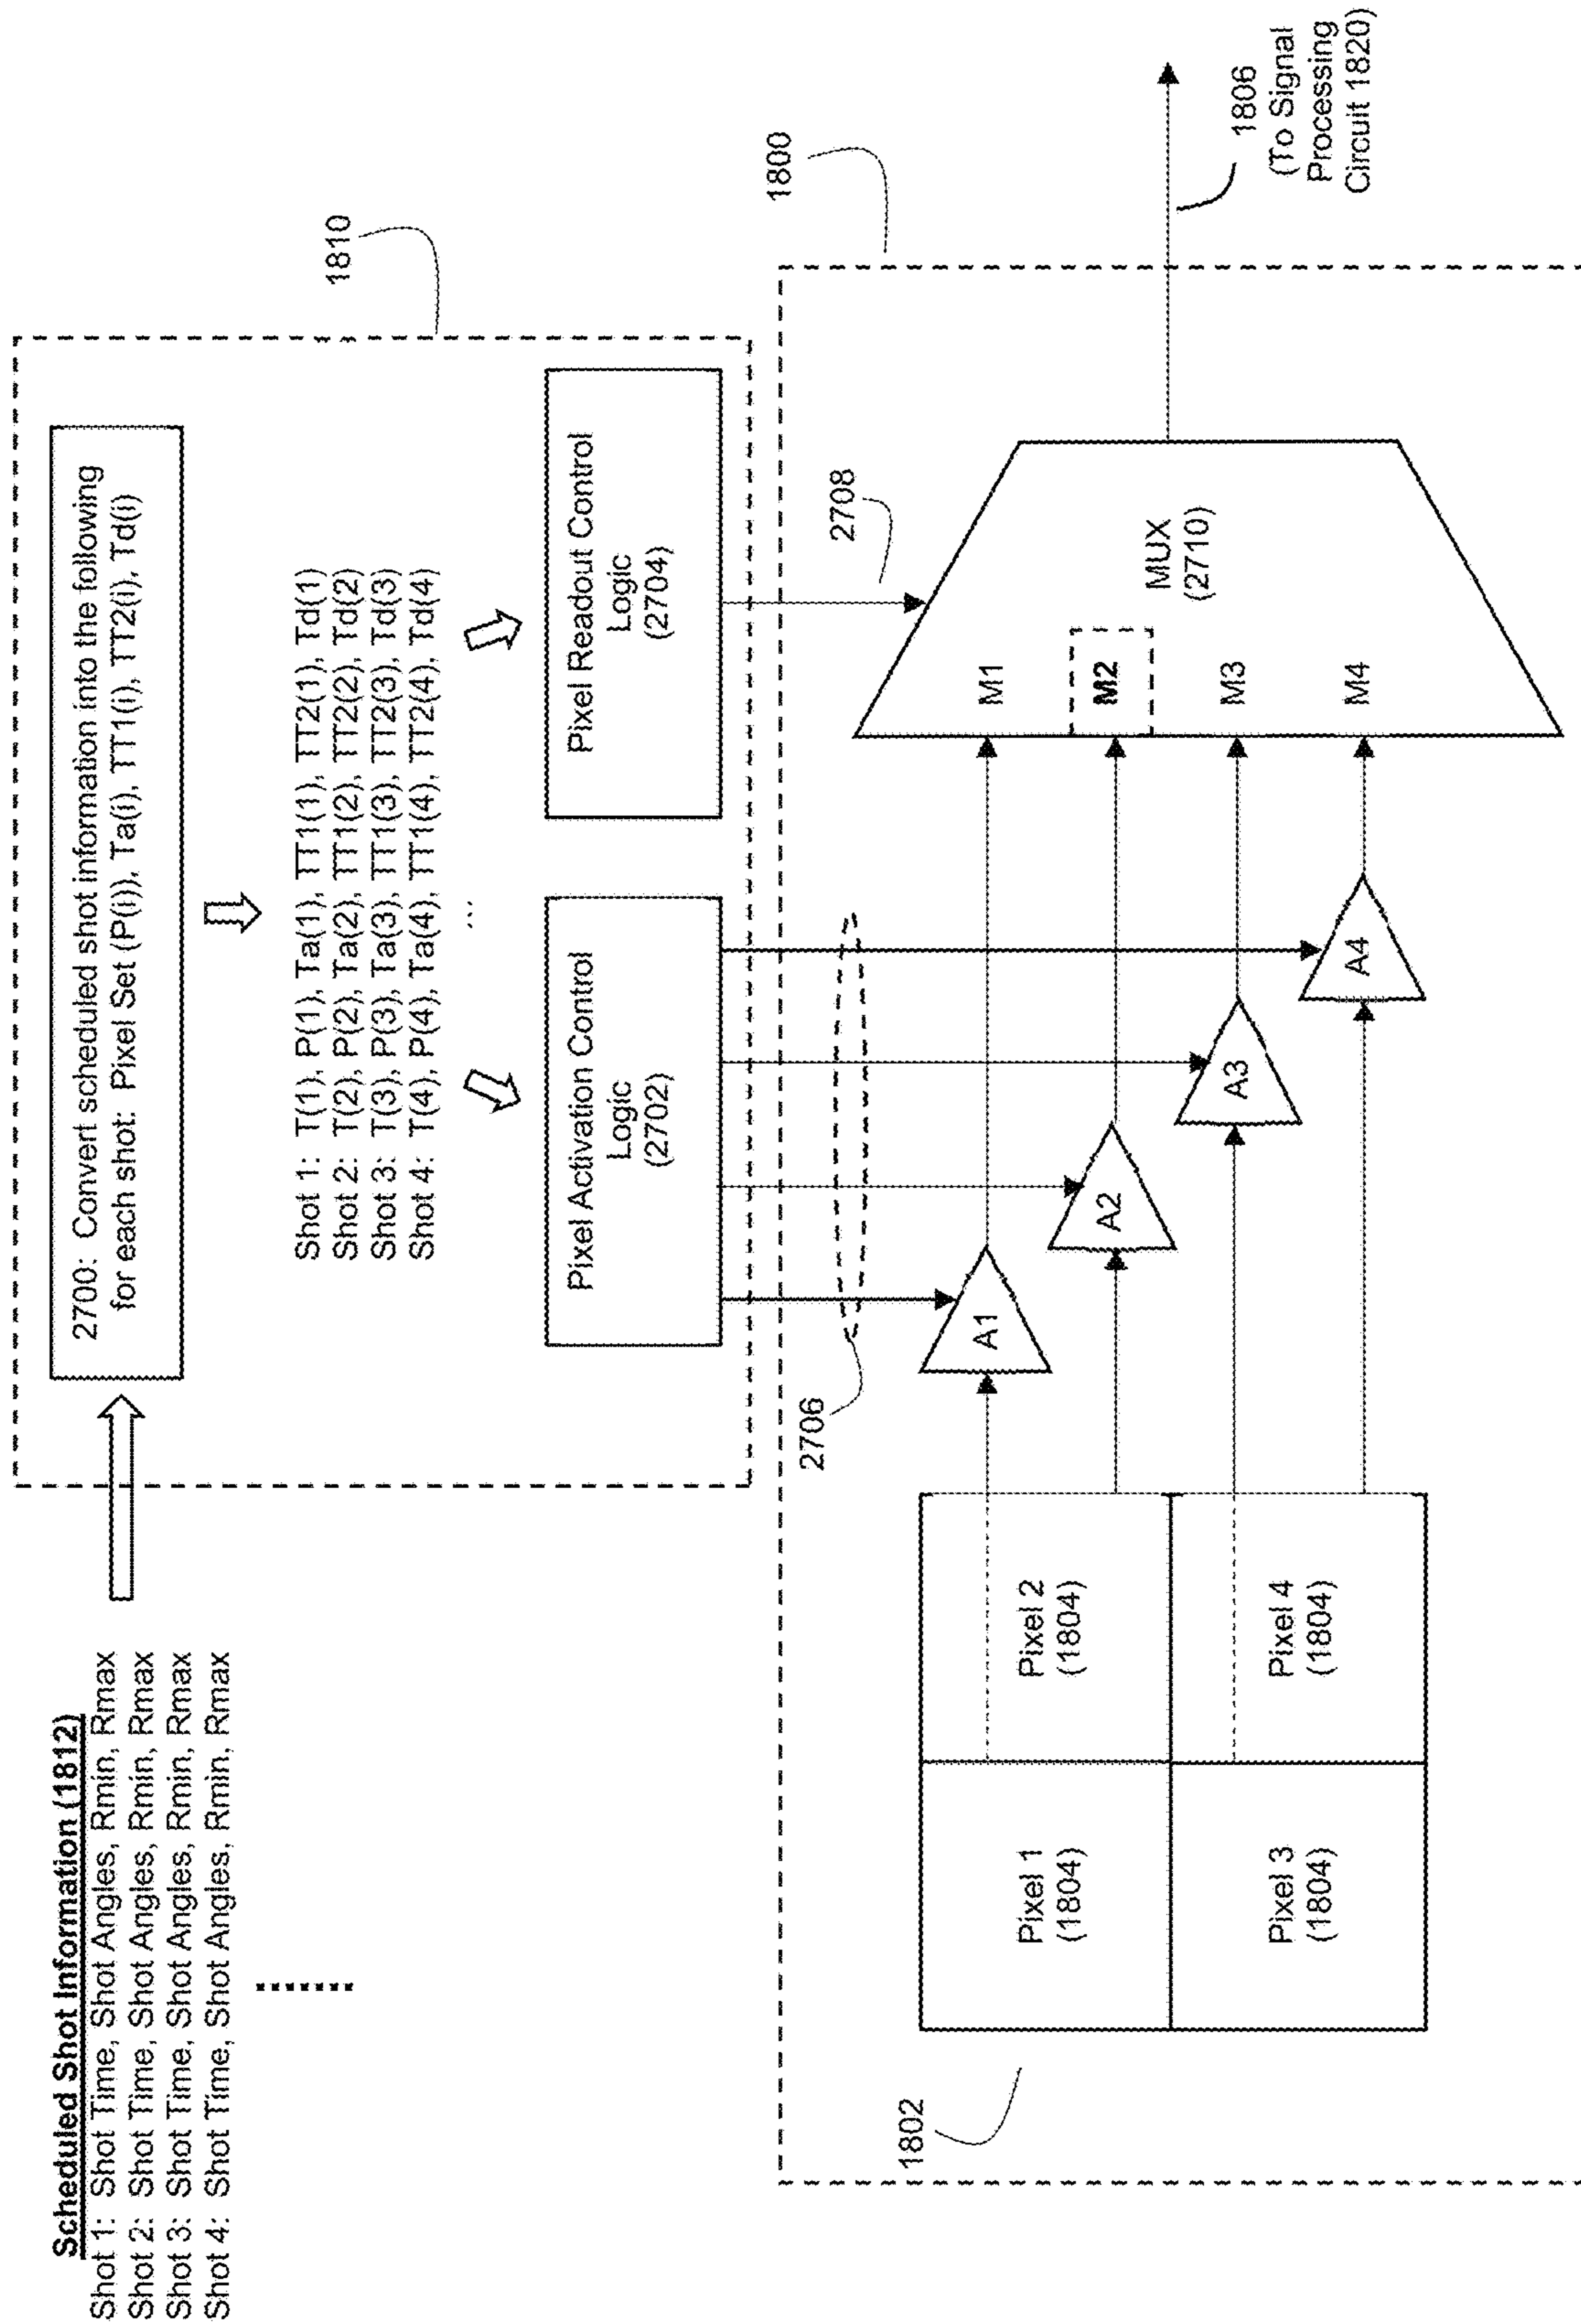 Scheduled Shot Information (1812)
Shot 1: Shot Time, Shot Angles, Rmin, Rmax
Shot 2: Shot Time, Shot Angles, Rmin, Rmax
Shot 3: Shot Time, Shot Angles, Rmin, Rmax
Shot 4: Shot Time, Shot Angles, Rmin, Rmax
.......
2700: Convert scheduled shot information into the following
for each shot: Pixel Set (P(i)), Ta(i), TT1(i), TT2(i), Td(i)
1810
Shot 1: T(1), P(1), Ta(1), TT1(1), TT2(1), Td(1)
Shot 2: T(2), P(2), Ta(2), TT1(2), TT2(2), Td(2)
Shot 3: T(3), P(3), Ta(3), TT1(3), TT2(3), Td(3)
Shot 4: T(4), P(4), Ta(4), TT1(4), TT2(4), Td(4)
...
Pixel Activation Control
Logic
(2702)
Pixel Readout Control
Logic
(2704)
1800
2706
2708
1802
Pixel 1
(1804)
Pixel 2
(1804)
Pixel 3
(1804)
Pixel 4
(1804)
A1
A2
A3
A4
M1
M2
M3
M4
MUX
(2710)
1806
(To Signal
Processing
Circuit 1820)